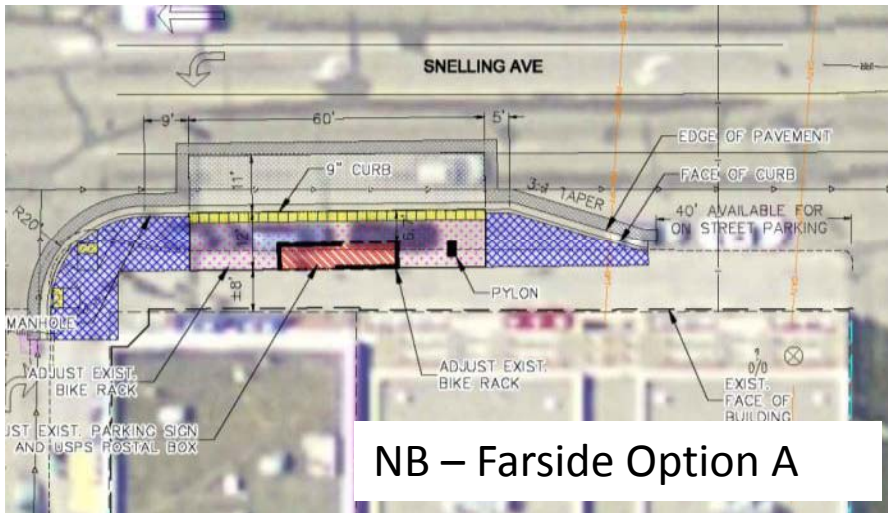 SNELLING AVE
9'
60'
5'
EDGE OF PAVEMENT
FACE OF CURB
9" CURB
11'
3:1 TAPER
R20'
40' AVAILABLE FOR
ON STREET PARKING
12'
±8'
PYLON
MANHOLE
ADJUST EXIST.
BIKE RACK
ADJUST EXIST.
BIKE RACK
EXIST.
FACE OF
BUILDING
EXIST. PARKING SIGN
AND USPS POSTAL BOX
NB – Farside Option A